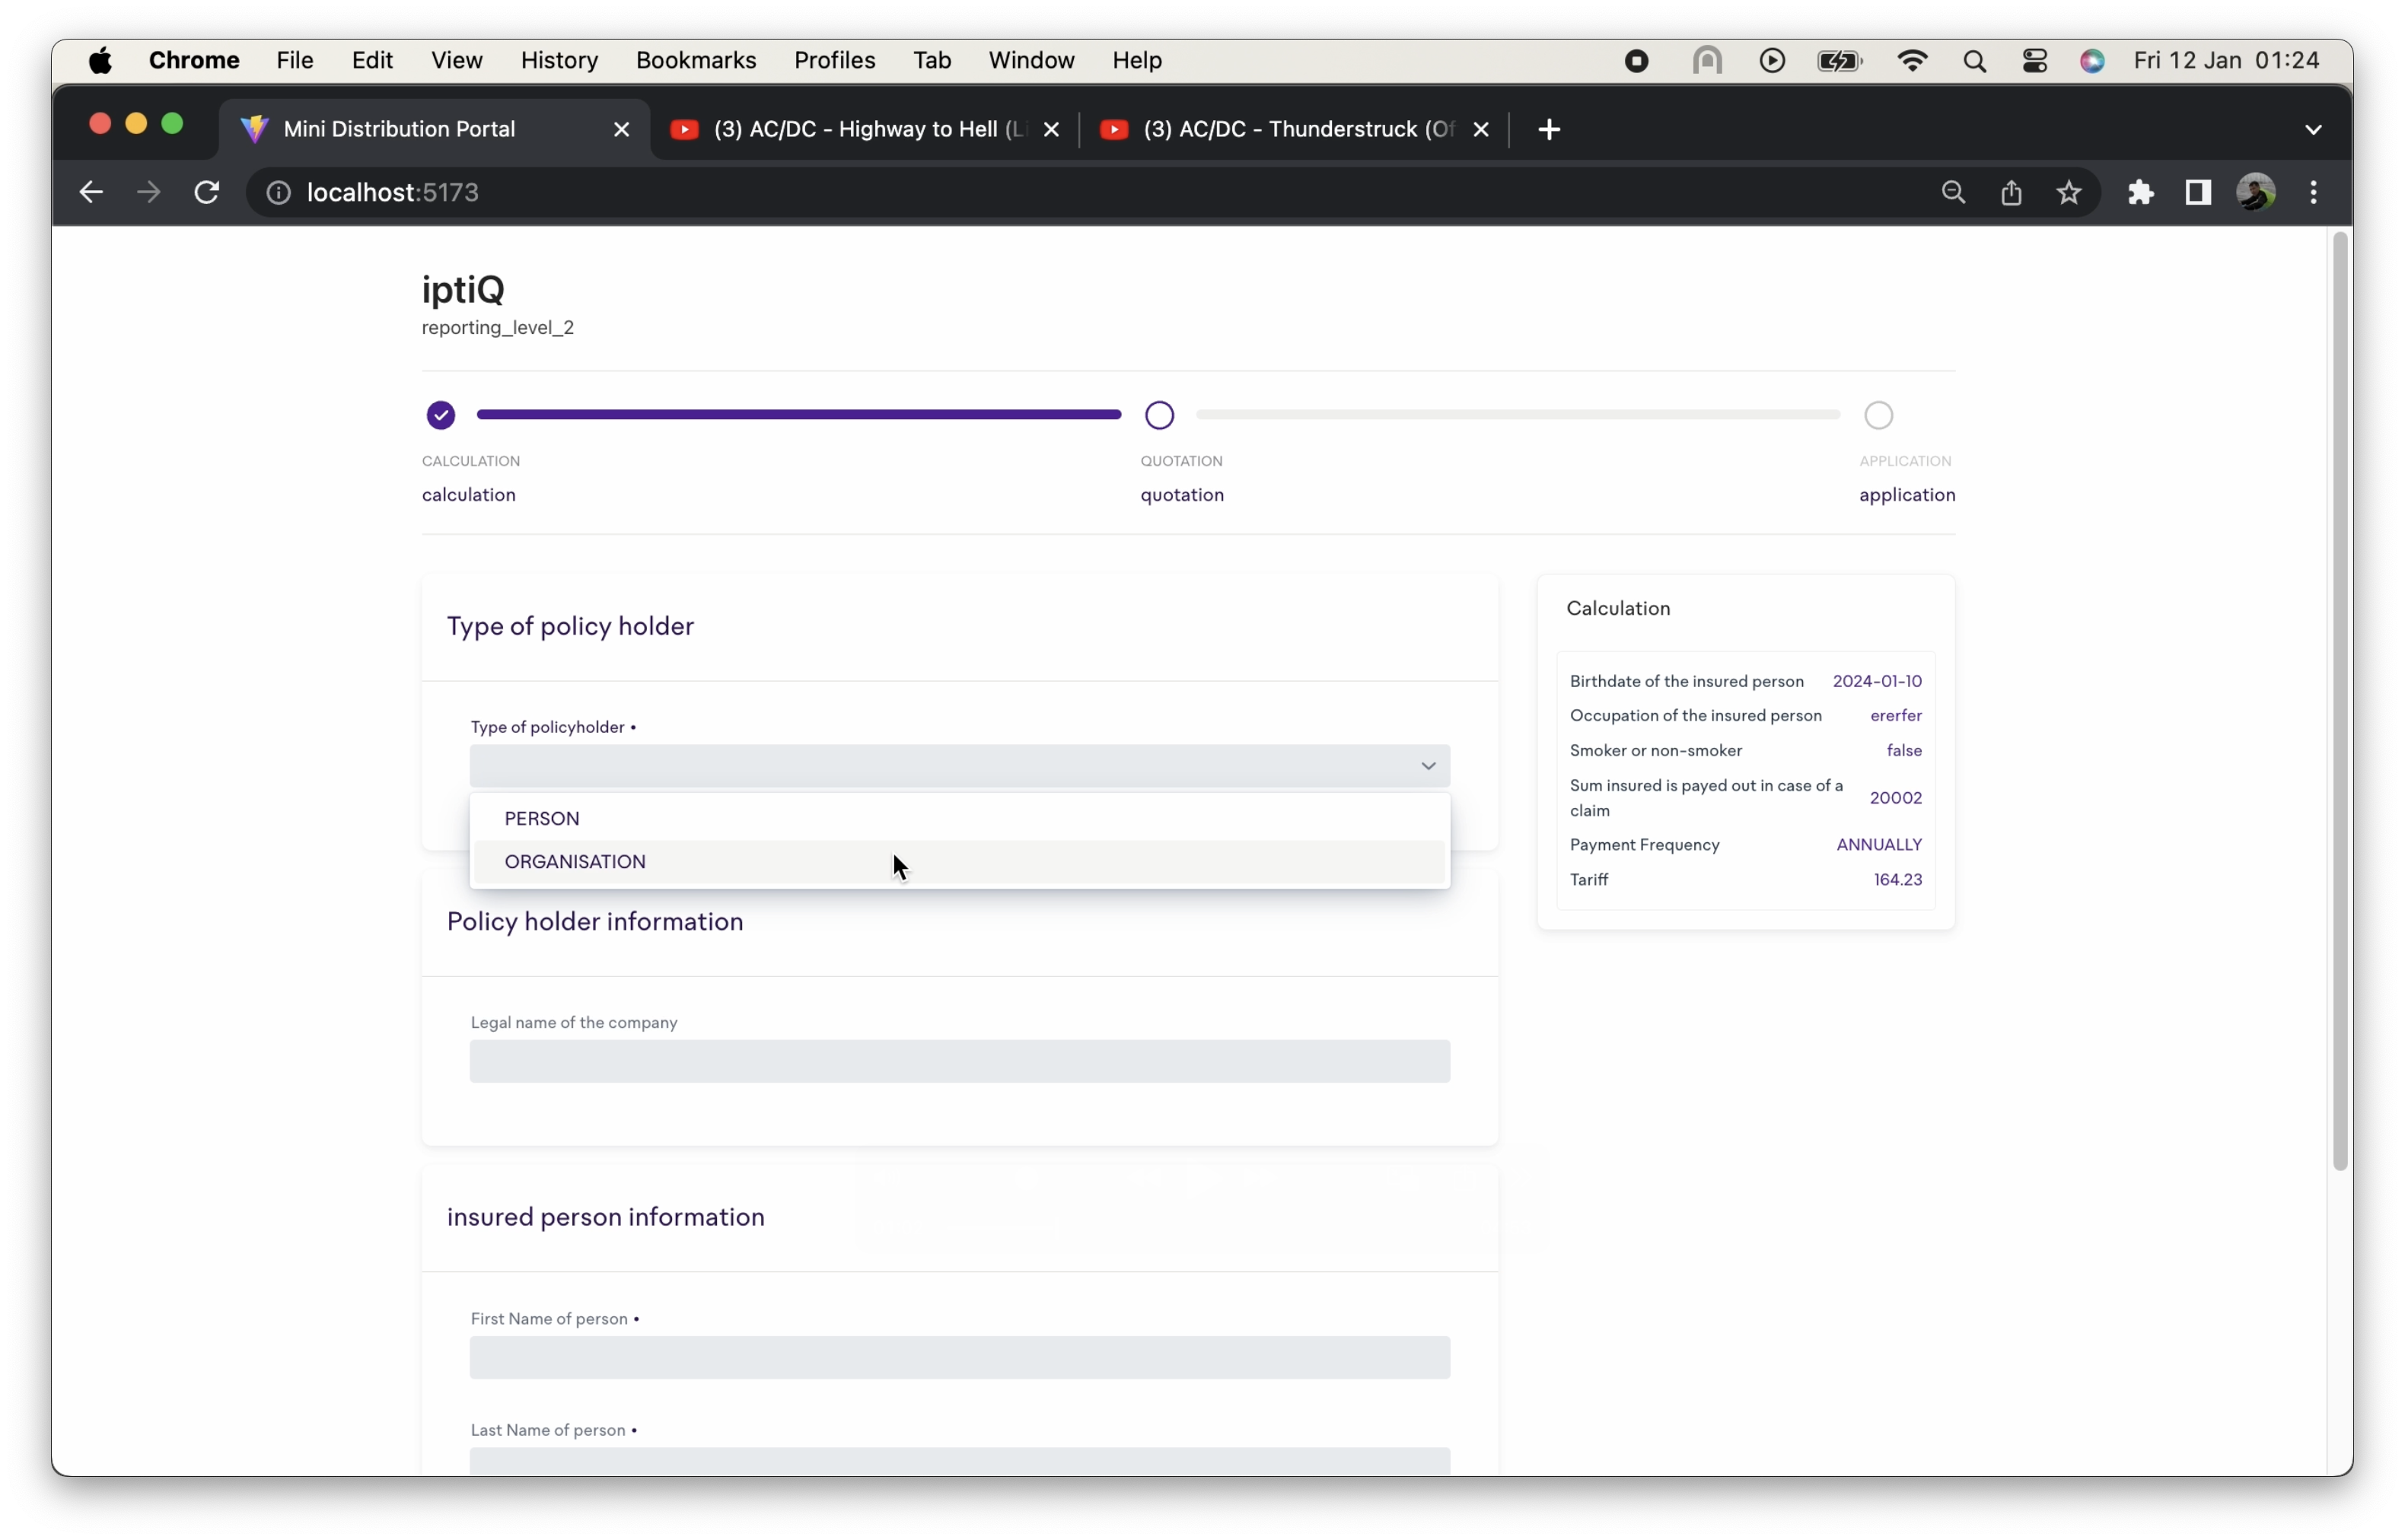 Chrome File Edit View History Bookmarks Profiles Tab Window Help Fri 12 Jan 01:24
Mini Distribution Portal (3) AC/DC - Highway to Hell (Li (3) AC/DC - Thunderstruck (Of
localhost:5173
iptiQ
reporting_level_2
CALCULATION QUOTATION APPLICATION
calculation quotation application
Type of policy holder
Type of policyholder •
PERSON
ORGANISATION
Policy holder information
Legal name of the company
insured person information
First Name of person •
Last Name of person •
Calculation
Birthdate of the insured person 2024-01-10
Occupation of the insured person ererfer
Smoker or non-smoker false
Sum insured is payed out in case of a
claim 20002
Payment Frequency ANNUALLY
Tariff 164.23